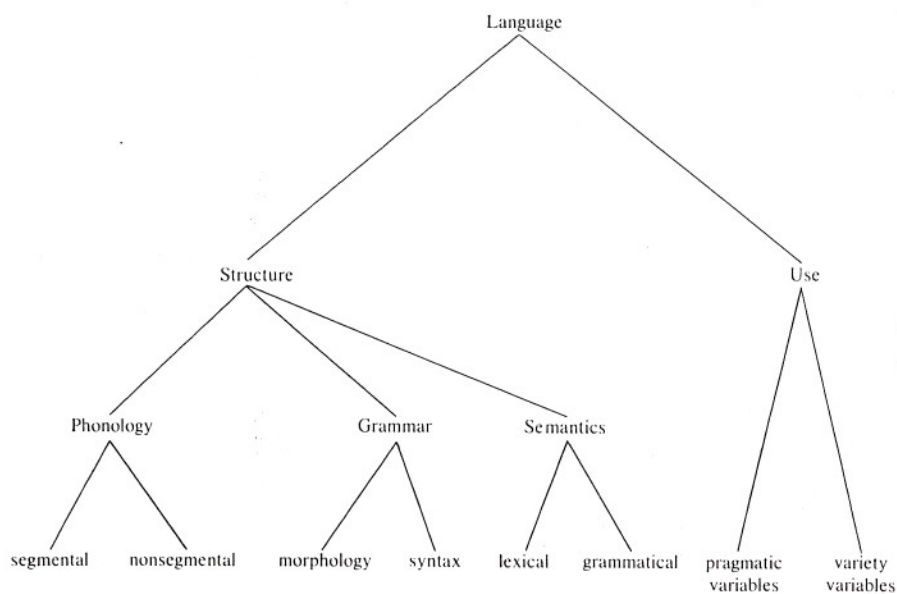 Language
Structure Use
Phonology Grammar Semantics
segmental nonsegmental morphology syntax lexical grammatical pragmatic variables variety variables